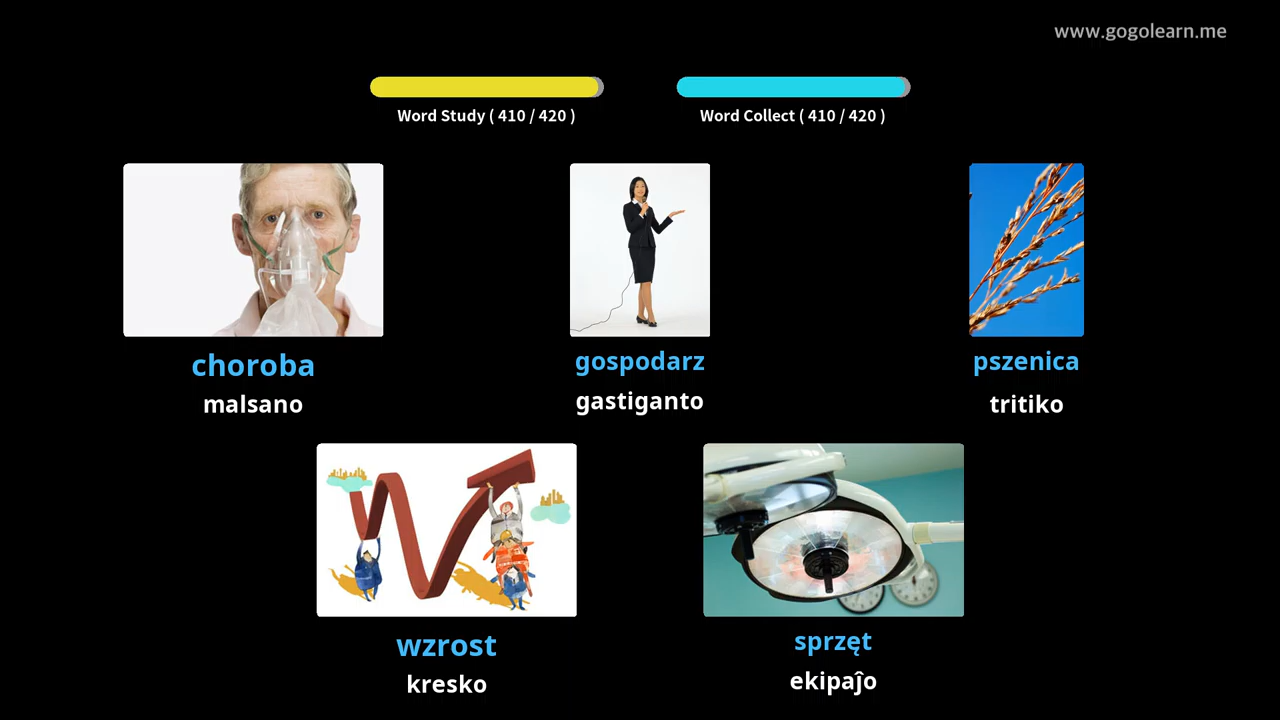 www.gogolearn.me
Word Study ( 410 / 420 )
Word Collect ( 410 / 420 )
choroba
malsano
gospodarz
gastiganto
pszenica
tritiko
wzrost
kresko
sprzęt
ekipaĵo